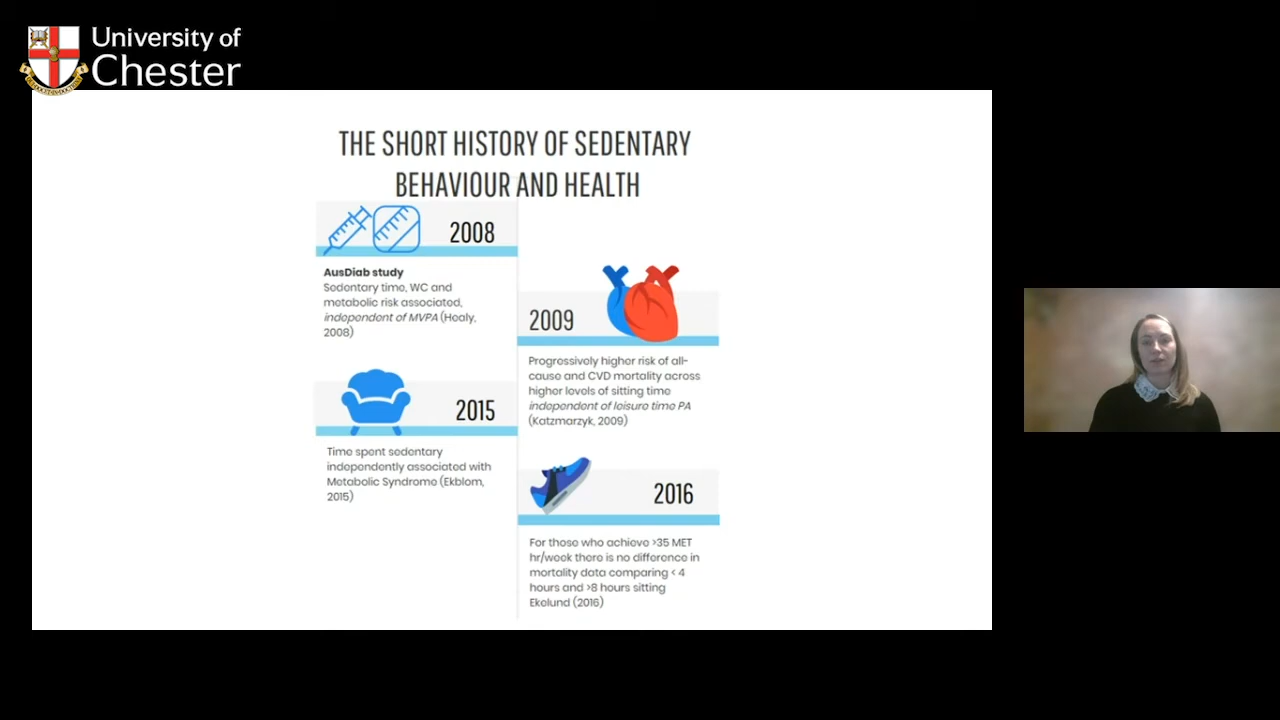 University of
Chester
THE SHORT HISTORY OF SEDENTARY
BEHAVIOUR AND HEALTH
2008
AusDiab study
Sedentary time, WC and
metabolic risk associated,
independent of MVPA (Healy,
2008)
2009
Progressively higher risk of all-
cause and CVD mortality across
higher levels of sitting time
independent of leisure time PA
(Katzmarzyk, 2009)
2015
Time spent sedentary
independently associated with
Metabolic Syndrome (Ekblom,
2015)
2016
For those who achieve >35 MET
hr/week there is no difference in
mortality data comparing < 4
hours and >8 hours sitting
Ekelund (2016)